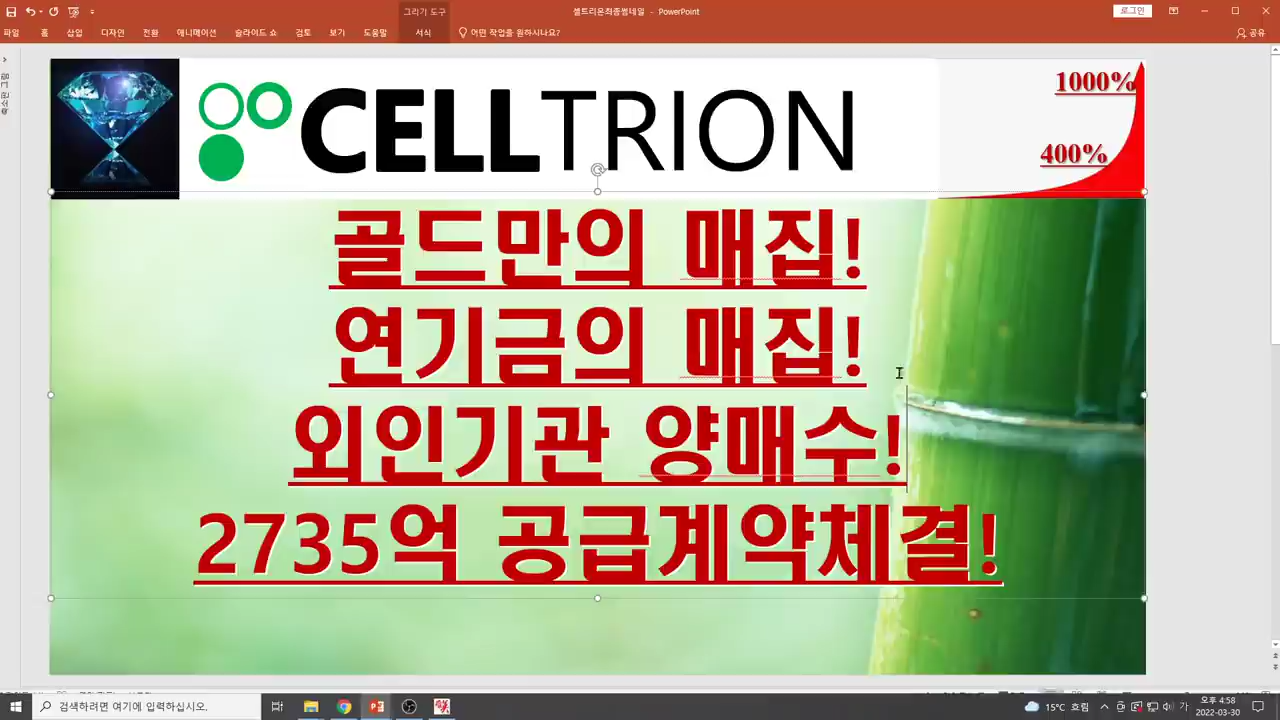 그리기 도구
셀트리온최종썸네일 - PowerPoint
로그인
파일 홈 삽입 디자인 전환 애니메이션 슬라이드 쇼 검토 보기 도움말 서식 어떤 작업을 원하시나요? 공유
CELLTRION
1000%
400%
골드만의 매집!
연기금의 매집!
외인기관 양매수!
2735억 공급계약체결!
검색하려면 여기에 입력하십시오.
15°C 흐림
가
오후 4:58
2022-03-30